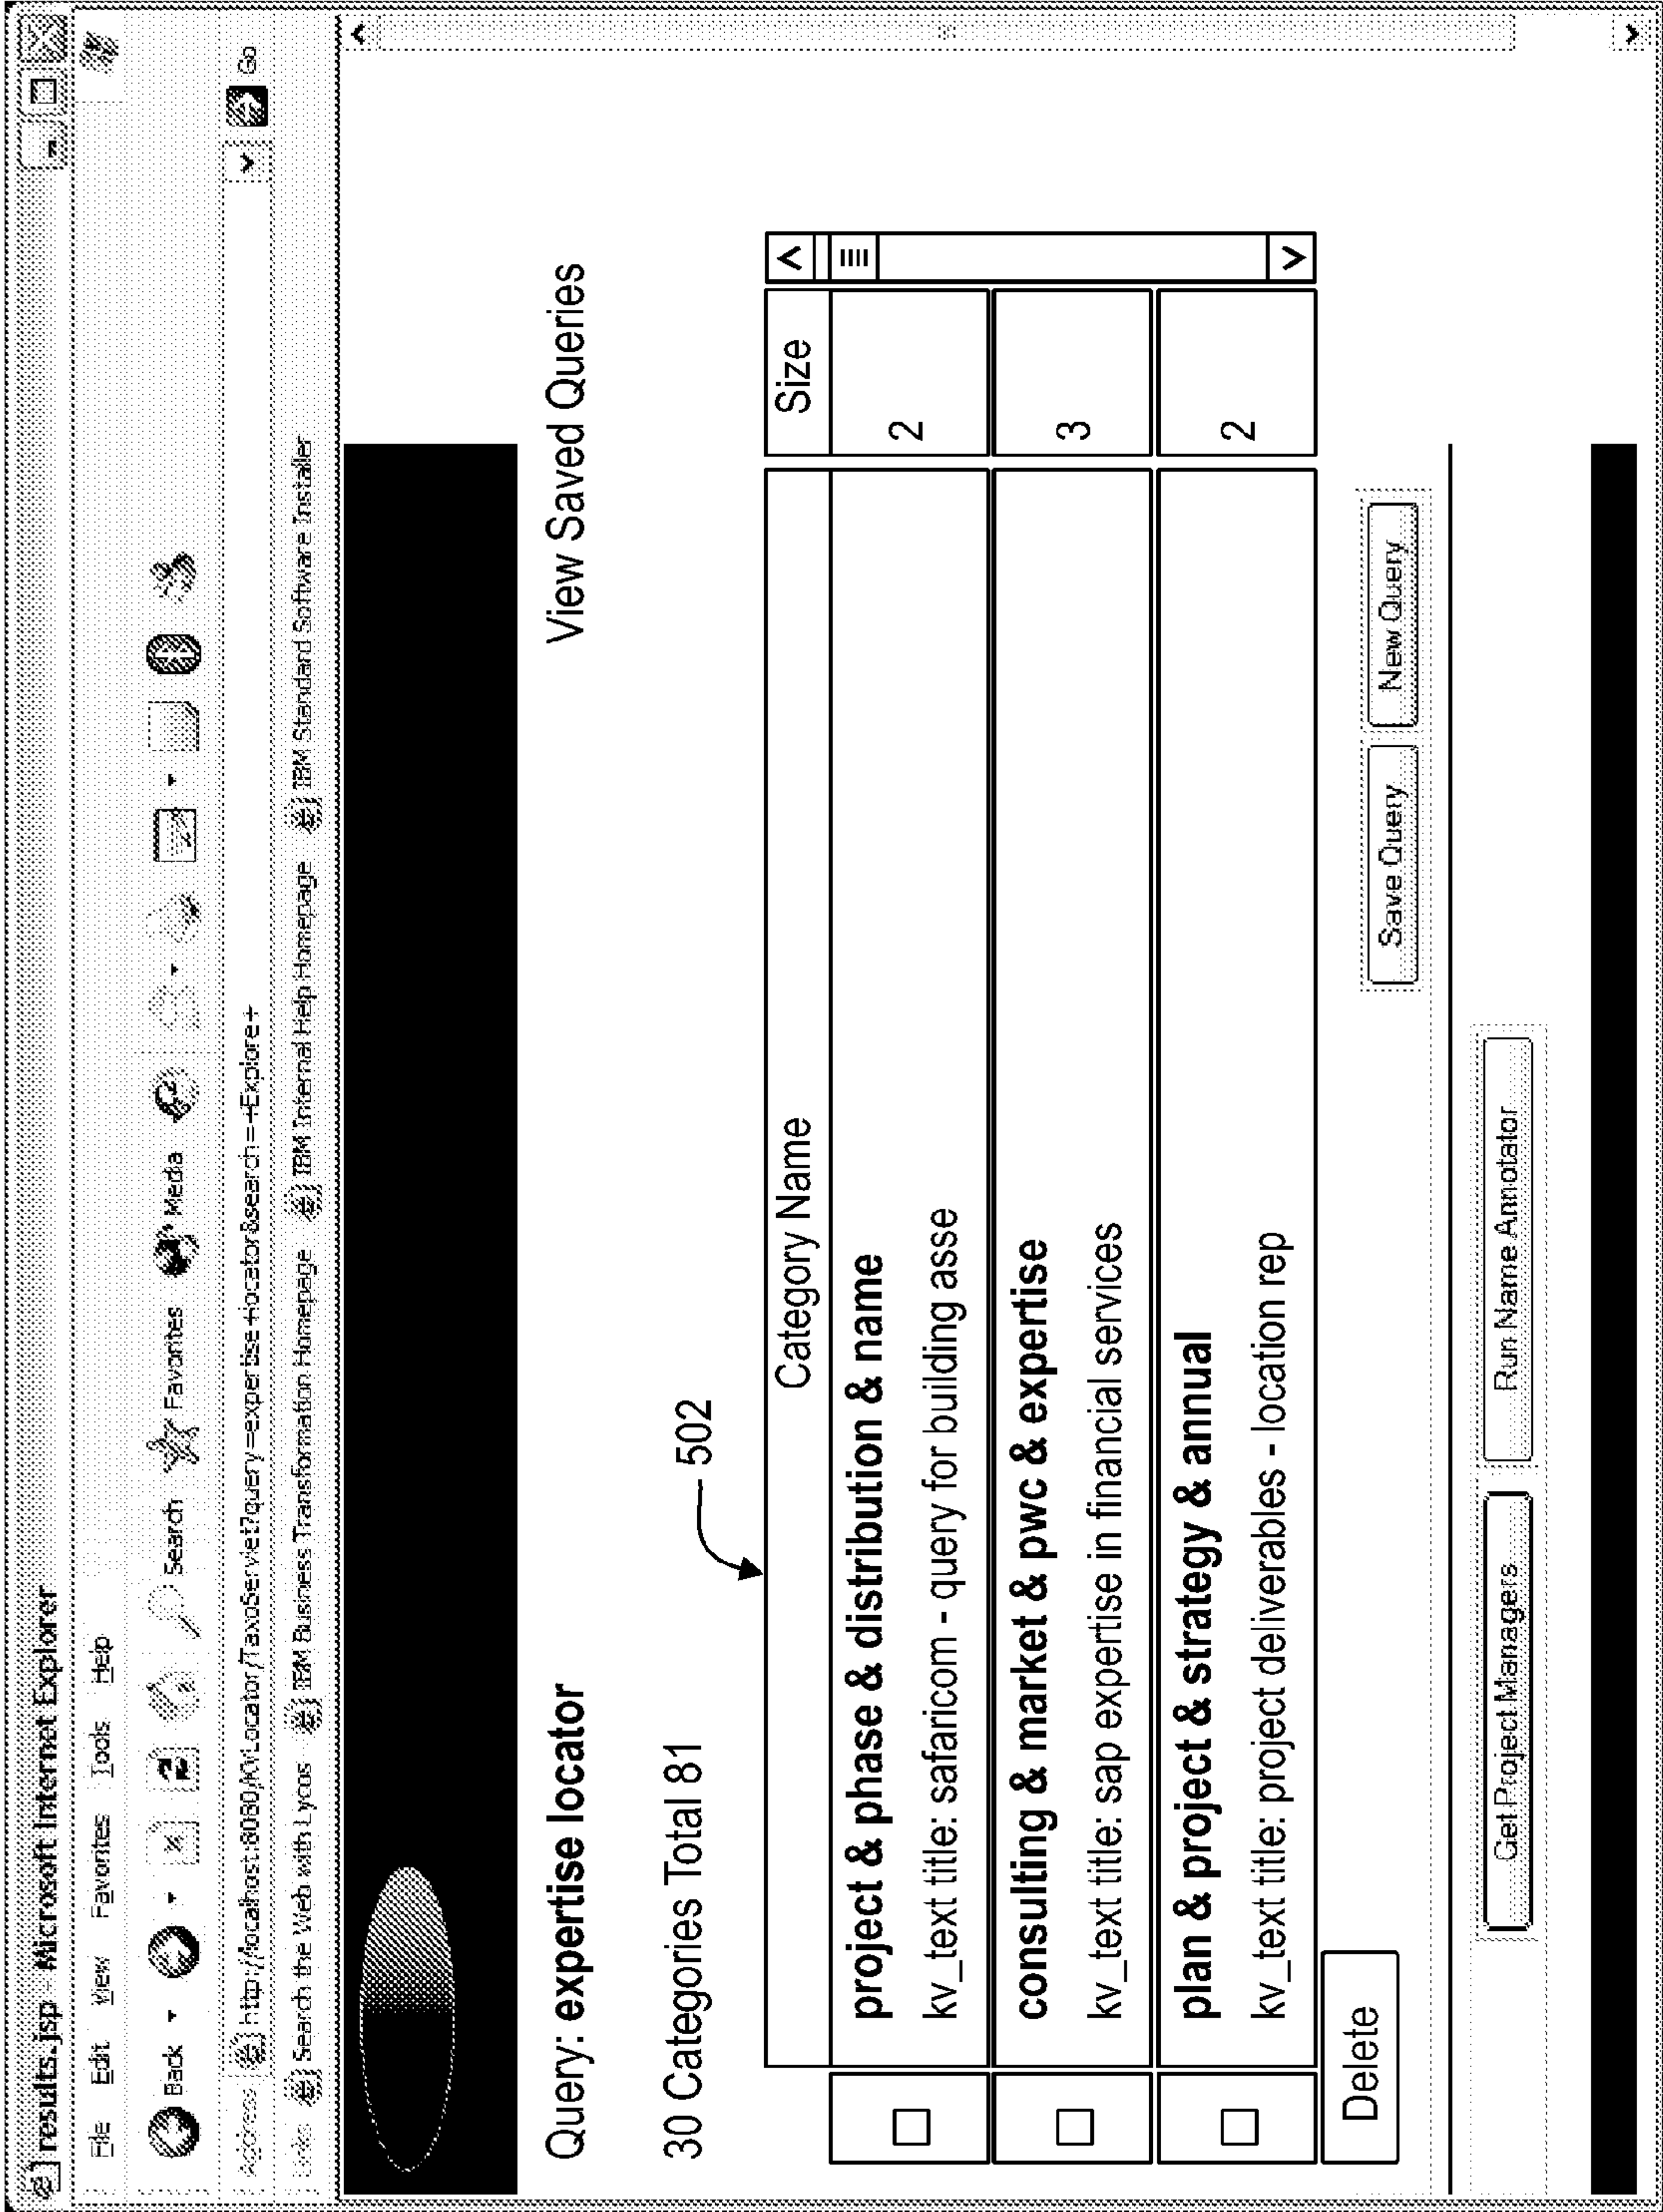 results.jsp - Microsoft Internet Explorer
File Edit View Favorites Tools Help
Back Search Favorites Media
Address http://localhost:8080/KVLocator/TaxoServlet?query=expertise+locator&search=+Explore+ Go
Links Search the Web with Lycos IBM Business Transformation Homepage IBM Internal Help Homepage IBM Standard Software Installer
Query: expertise locator View Saved Queries
30 Categories Total 81
502
Category Name Size
project & phase & distribution & name
kv_text title: safaricom - query for building asse 2
consulting & market & pwc & expertise
kv_text title: sap expertise in financial services 3
plan & project & strategy & annual
kv_text title: project deliverables - location rep 2
Delete
Save Query New Query
Get Project Managers Run Name Annotator